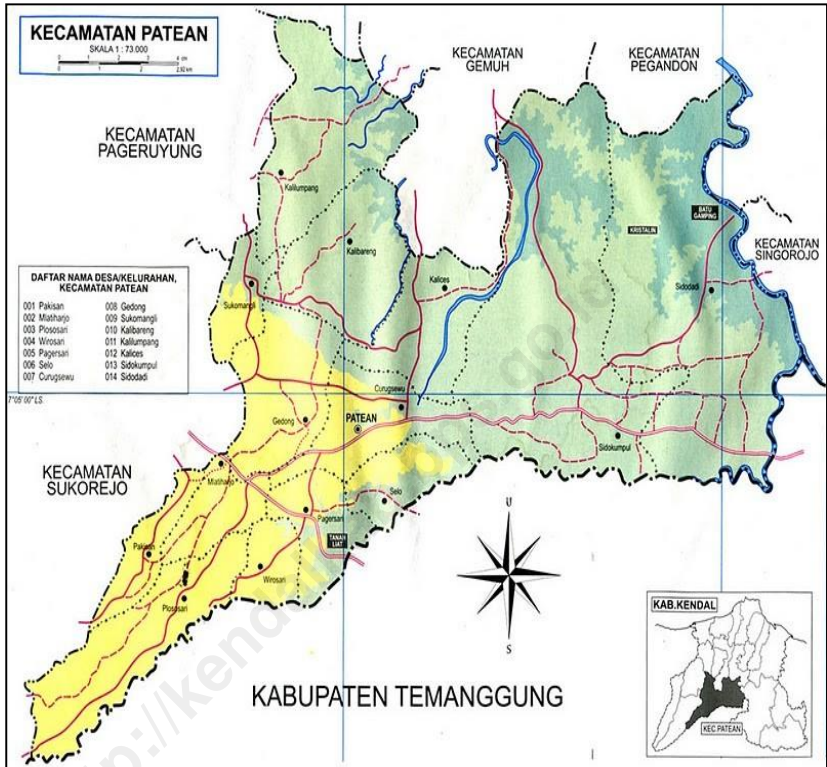 KECAMATAN PATEAN
SKALA 1 : 73.000
KECAMATAN
GEMUH
KECAMATAN
PEGANDON
KECAMATAN
PAGERUYUNG
Kalilumpang
Kalibareng
Kalices
KRISTALIN
BATU
GAMPING
KECAMATAN
SINGOROJO
Sidodadi
DAFTAR NAMA DESA/KELURAHAN,
KECAMATAN PATEAN
001 Pakisan 008 Gedong
002 Mlatiharjo 009 Sukomangli
003 Plososari 010 Kalibareng
004 Wirosari 011 Kalilumpang
005 Pagersari 012 Kalices
006 Selo 013 Sidokumpul
007 Curugsewu 014 Sidodadi
Sukomangli
7°05' 00" LS.
Curugsewu
Gedong
PATEAN
Sidokumpul
KECAMATAN
SUKOREJO
Mlatiharjo
Selo
Pagersari
TANAH
LIAT
Pakisan
Wirosari
Plososari
U
S
KAB.KENDAL
KEC.PATEAN
KABUPATEN TEMANGGUNG